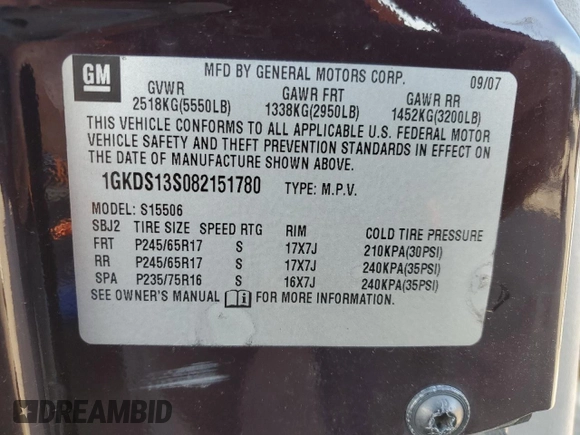 GM
MFD BY GENERAL MOTORS CORP. 09/07
GVWR GAWR FRT GAWR RR
2518KG(5550LB) 1338KG(2950LB) 1452KG(3200LB)
THIS VEHICLE CONFORMS TO ALL APPLICABLE U.S. FEDERAL MOTOR
VEHICLE SAFETY AND THEFT PREVENTION STANDARDS IN EFFECT ON
THE DATE OF MANUFACTURE SHOWN ABOVE.
1GKDS13S082151780 TYPE: M.P.V.
MODEL: S15506
SBJ2 TIRE SIZE SPEED RTG RIM COLD TIRE PRESSURE
FRT P245/65R17 S 17X7J 210KPA(30PSI)
RR P245/65R17 S 17X7J 240KPA(35PSI)
SPA P235/75R16 S 16X7J 240KPA(35PSI)
SEE OWNER'S MANUAL FOR MORE INFORMATION.
DREAMBID